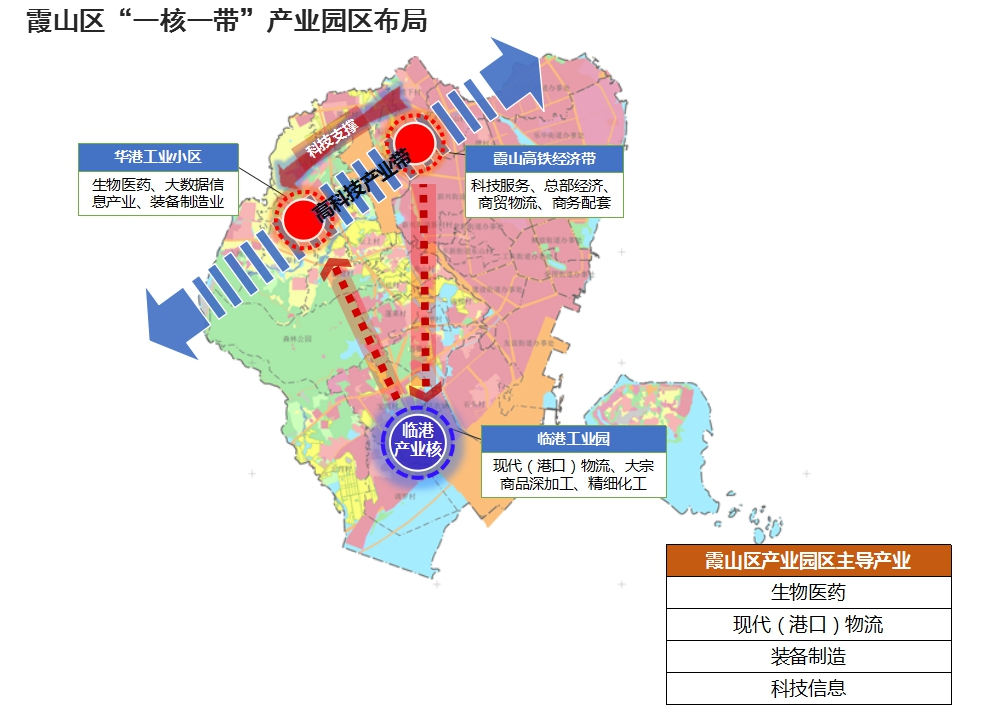 霞山区“一核一带”产业园区布局
科技支撑
华港工业小区
生物医药、大数据信
息产业、装备制造业
高科技产业带
霞山高铁经济带
科技服务、总部经济、
商贸物流、商务配套
森林公园
临港
产业核
临港工业园
现代（港口）物流、大宗
商品深加工、精细化工
霞山区产业园区主导产业
生物医药
现代（港口）物流
装备制造
科技信息